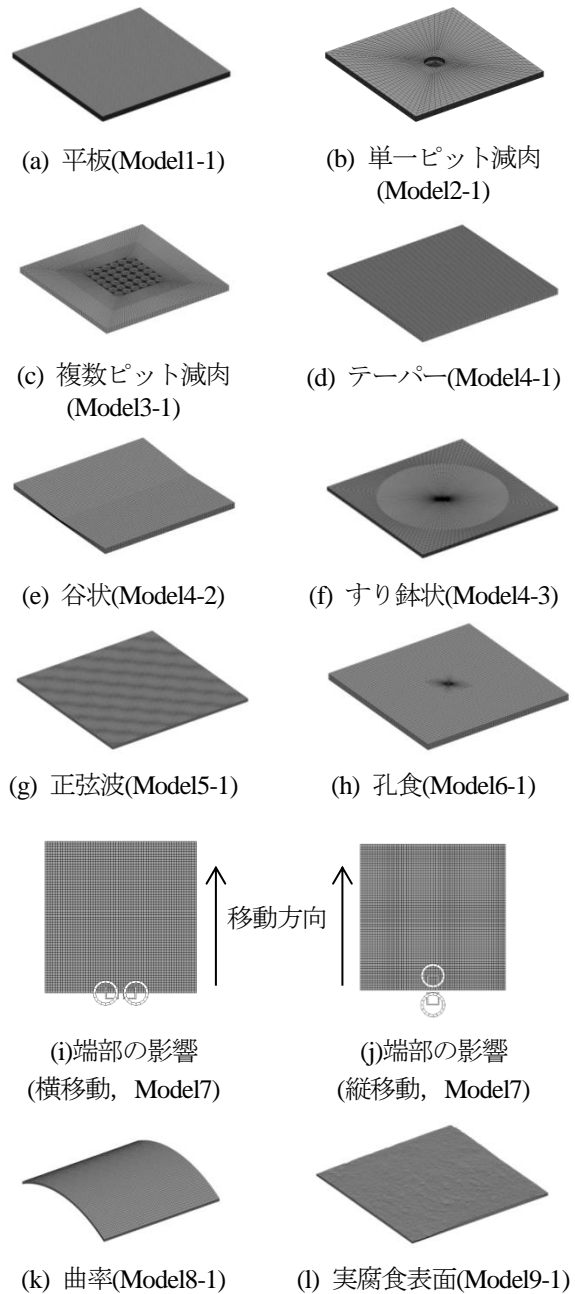 (a) 平板(Model1-1)
(b) 単一ピット減肉
(Model2-1)
(c) 複数ピット減肉
(Model3-1)
(d) テーパー(Model4-1)
(e) 谷状(Model4-2)
(f) すり鉢状(Model4-3)
(g) 正弦波(Model5-1)
(h) 孔食(Model6-1)
移動方向
(i)端部の影響
(横移動，Model7)
(j)端部の影響
(縦移動，Model7)
(k) 曲率(Model8-1)
(l) 実腐食表面(Model9-1)